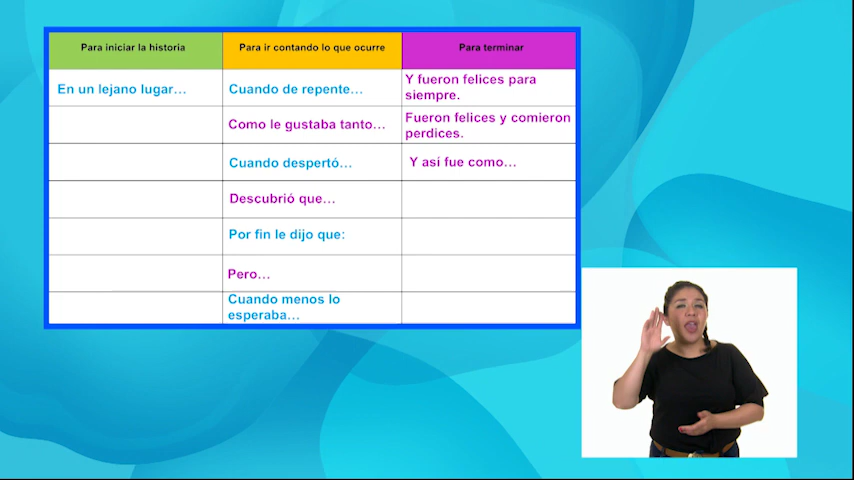 Para iniciar la historia
Para ir contando lo que ocurre
Para terminar
En un lejano lugar…
Cuando de repente…
Y fueron felices para
siempre.
Como le gustaba tanto…
Fueron felices y comieron
perdices.
Cuando despertó…
Y así fue como…
Descubrió que…
Por fin le dijo que:
Pero…
Cuando menos lo
esperaba…